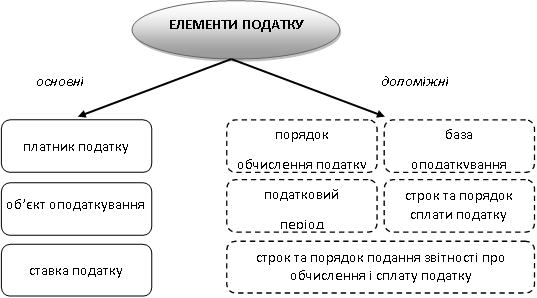 ЕЛЕМЕНТИ ПОДАТКУ
основні
допоміжні
платник податку
об’єкт оподаткування
ставка податку
порядок
обчислення податку
база
оподаткування
податковий
період
строк та порядок
сплати податку
строк та порядок подання звітності про
обчислення і сплату податку